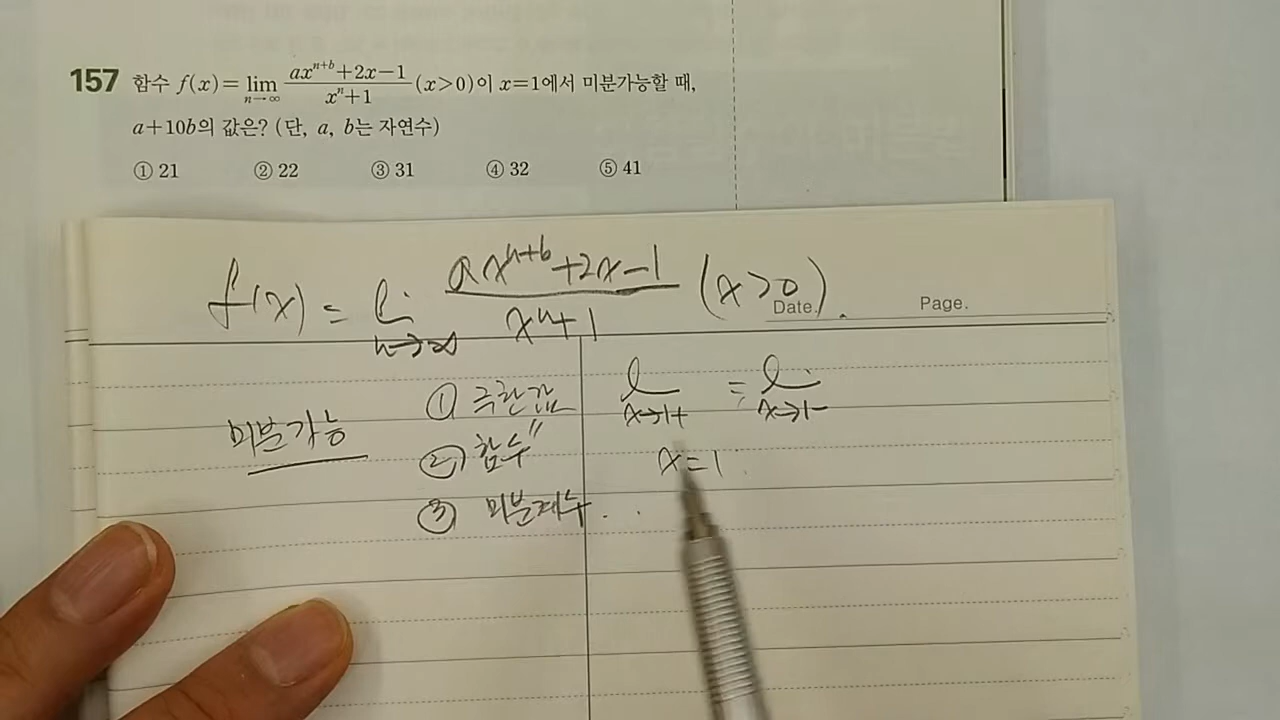 157 함수 f(x)=lim_{n→∞} \frac{ax^{n+b}+2x-1}{x^n+1} (x>0)이 x=1에서 미분가능할 때,
a+10b의 값은? (단, a, b는 자연수)
① 21 ② 22 ③ 31 ④ 32 ⑤ 41
f(x) = lim_{n→∞} \frac{ax^{n+b}+2x-1}{x^n+1} (x>0).
Date. Page.
미분가능
① 극한값 lim_{x→1+} = lim_{x→1-}
② 함수〃 x=1
③ 미분계수